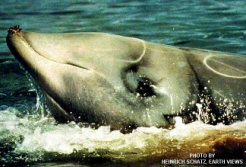 PHOTO BY
HEINRICH SCHATZ, EARTH VIEWS